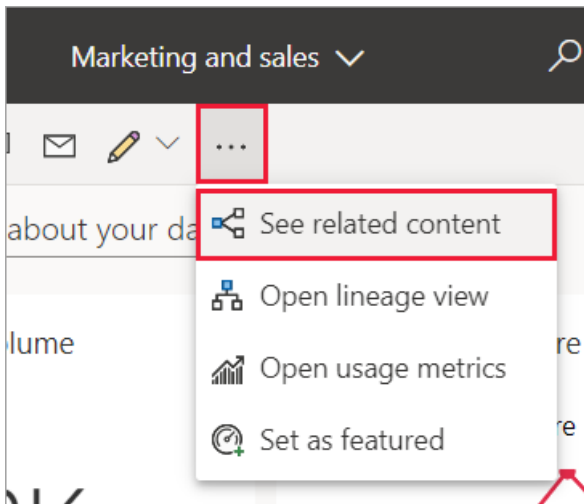 Marketing and sales
...
about your da
See related content
Open lineage view
lume
Open usage metrics
re
Set as featured
re